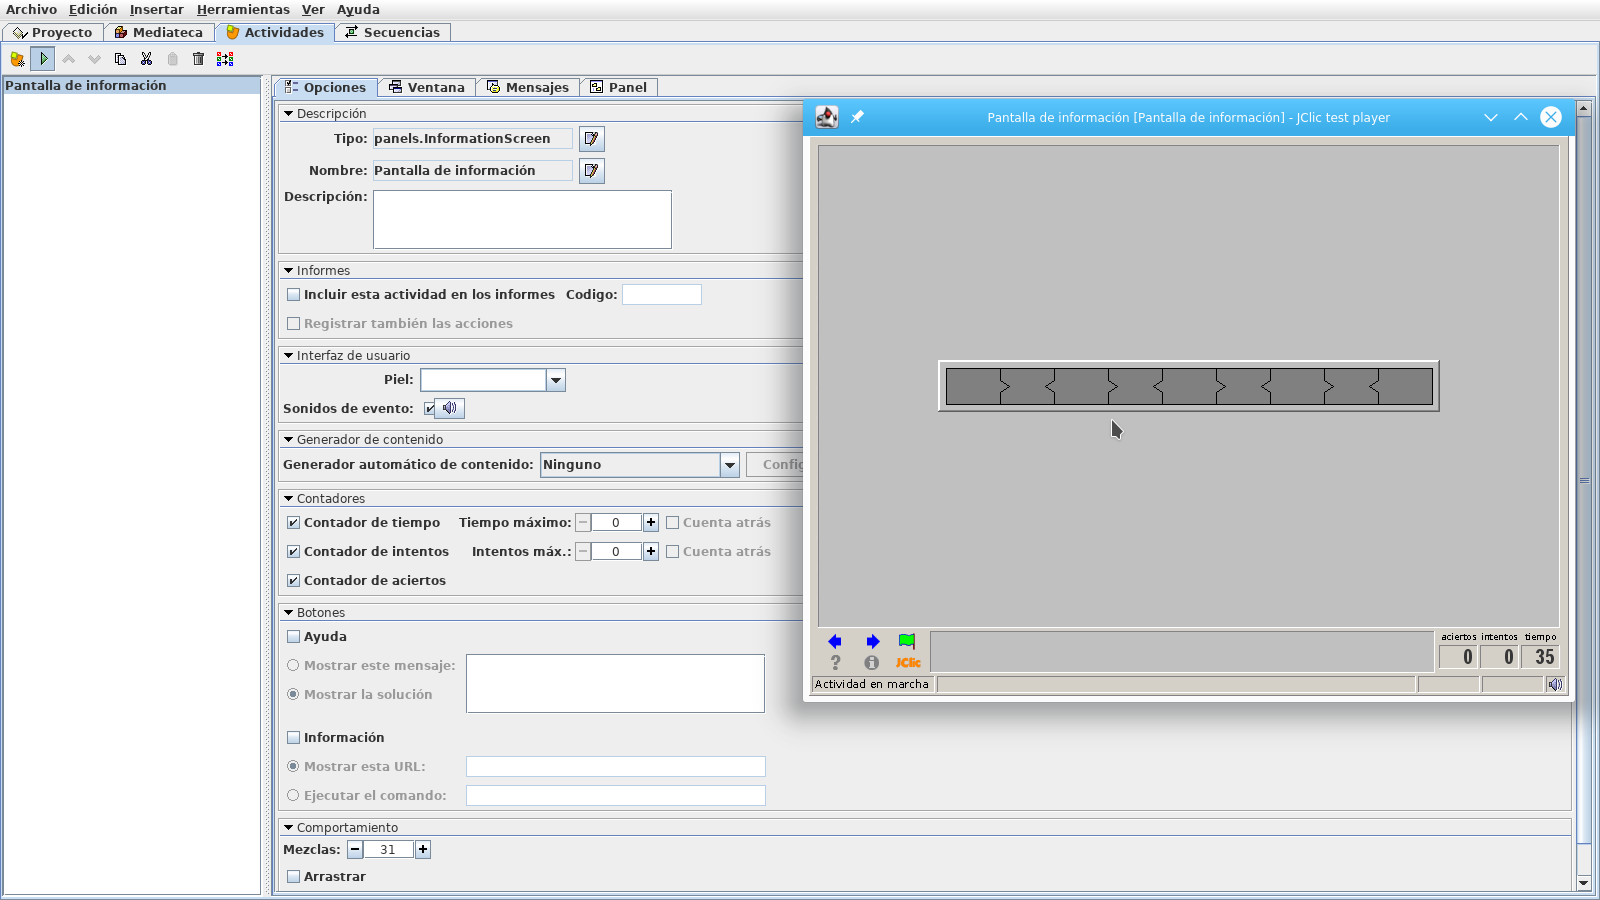 Archivo Edición Insertar Herramientas Ver Ayuda
Proyecto Mediateca Actividades Secuencias
Pantalla de información
Opciones Ventana Mensajes Panel
Descripción
Tipo: panels.InformationScreen
Nombre: Pantalla de información
Descripción:
Informes
Incluir esta actividad en los informes Codigo:
Registrar también las acciones
Interfaz de usuario
Piel:
Sonidos de evento:
Generador de contenido
Generador automático de contenido: Ninguno Config
Contadores
Contador de tiempo Tiempo máximo: 0 Cuenta atrás
Contador de intentos Intentos máx.: 0 Cuenta atrás
Contador de aciertos
Botones
Ayuda
Mostrar este mensaje:
Mostrar la solución
Información
Mostrar esta URL:
Ejecutar el comando:
Comportamiento
Mezclas: 31
Arrastrar
Pantalla de información [Pantalla de información] - JClic test player
aciertos intentos tiempo
JClic 0 0 35
Actividad en marcha